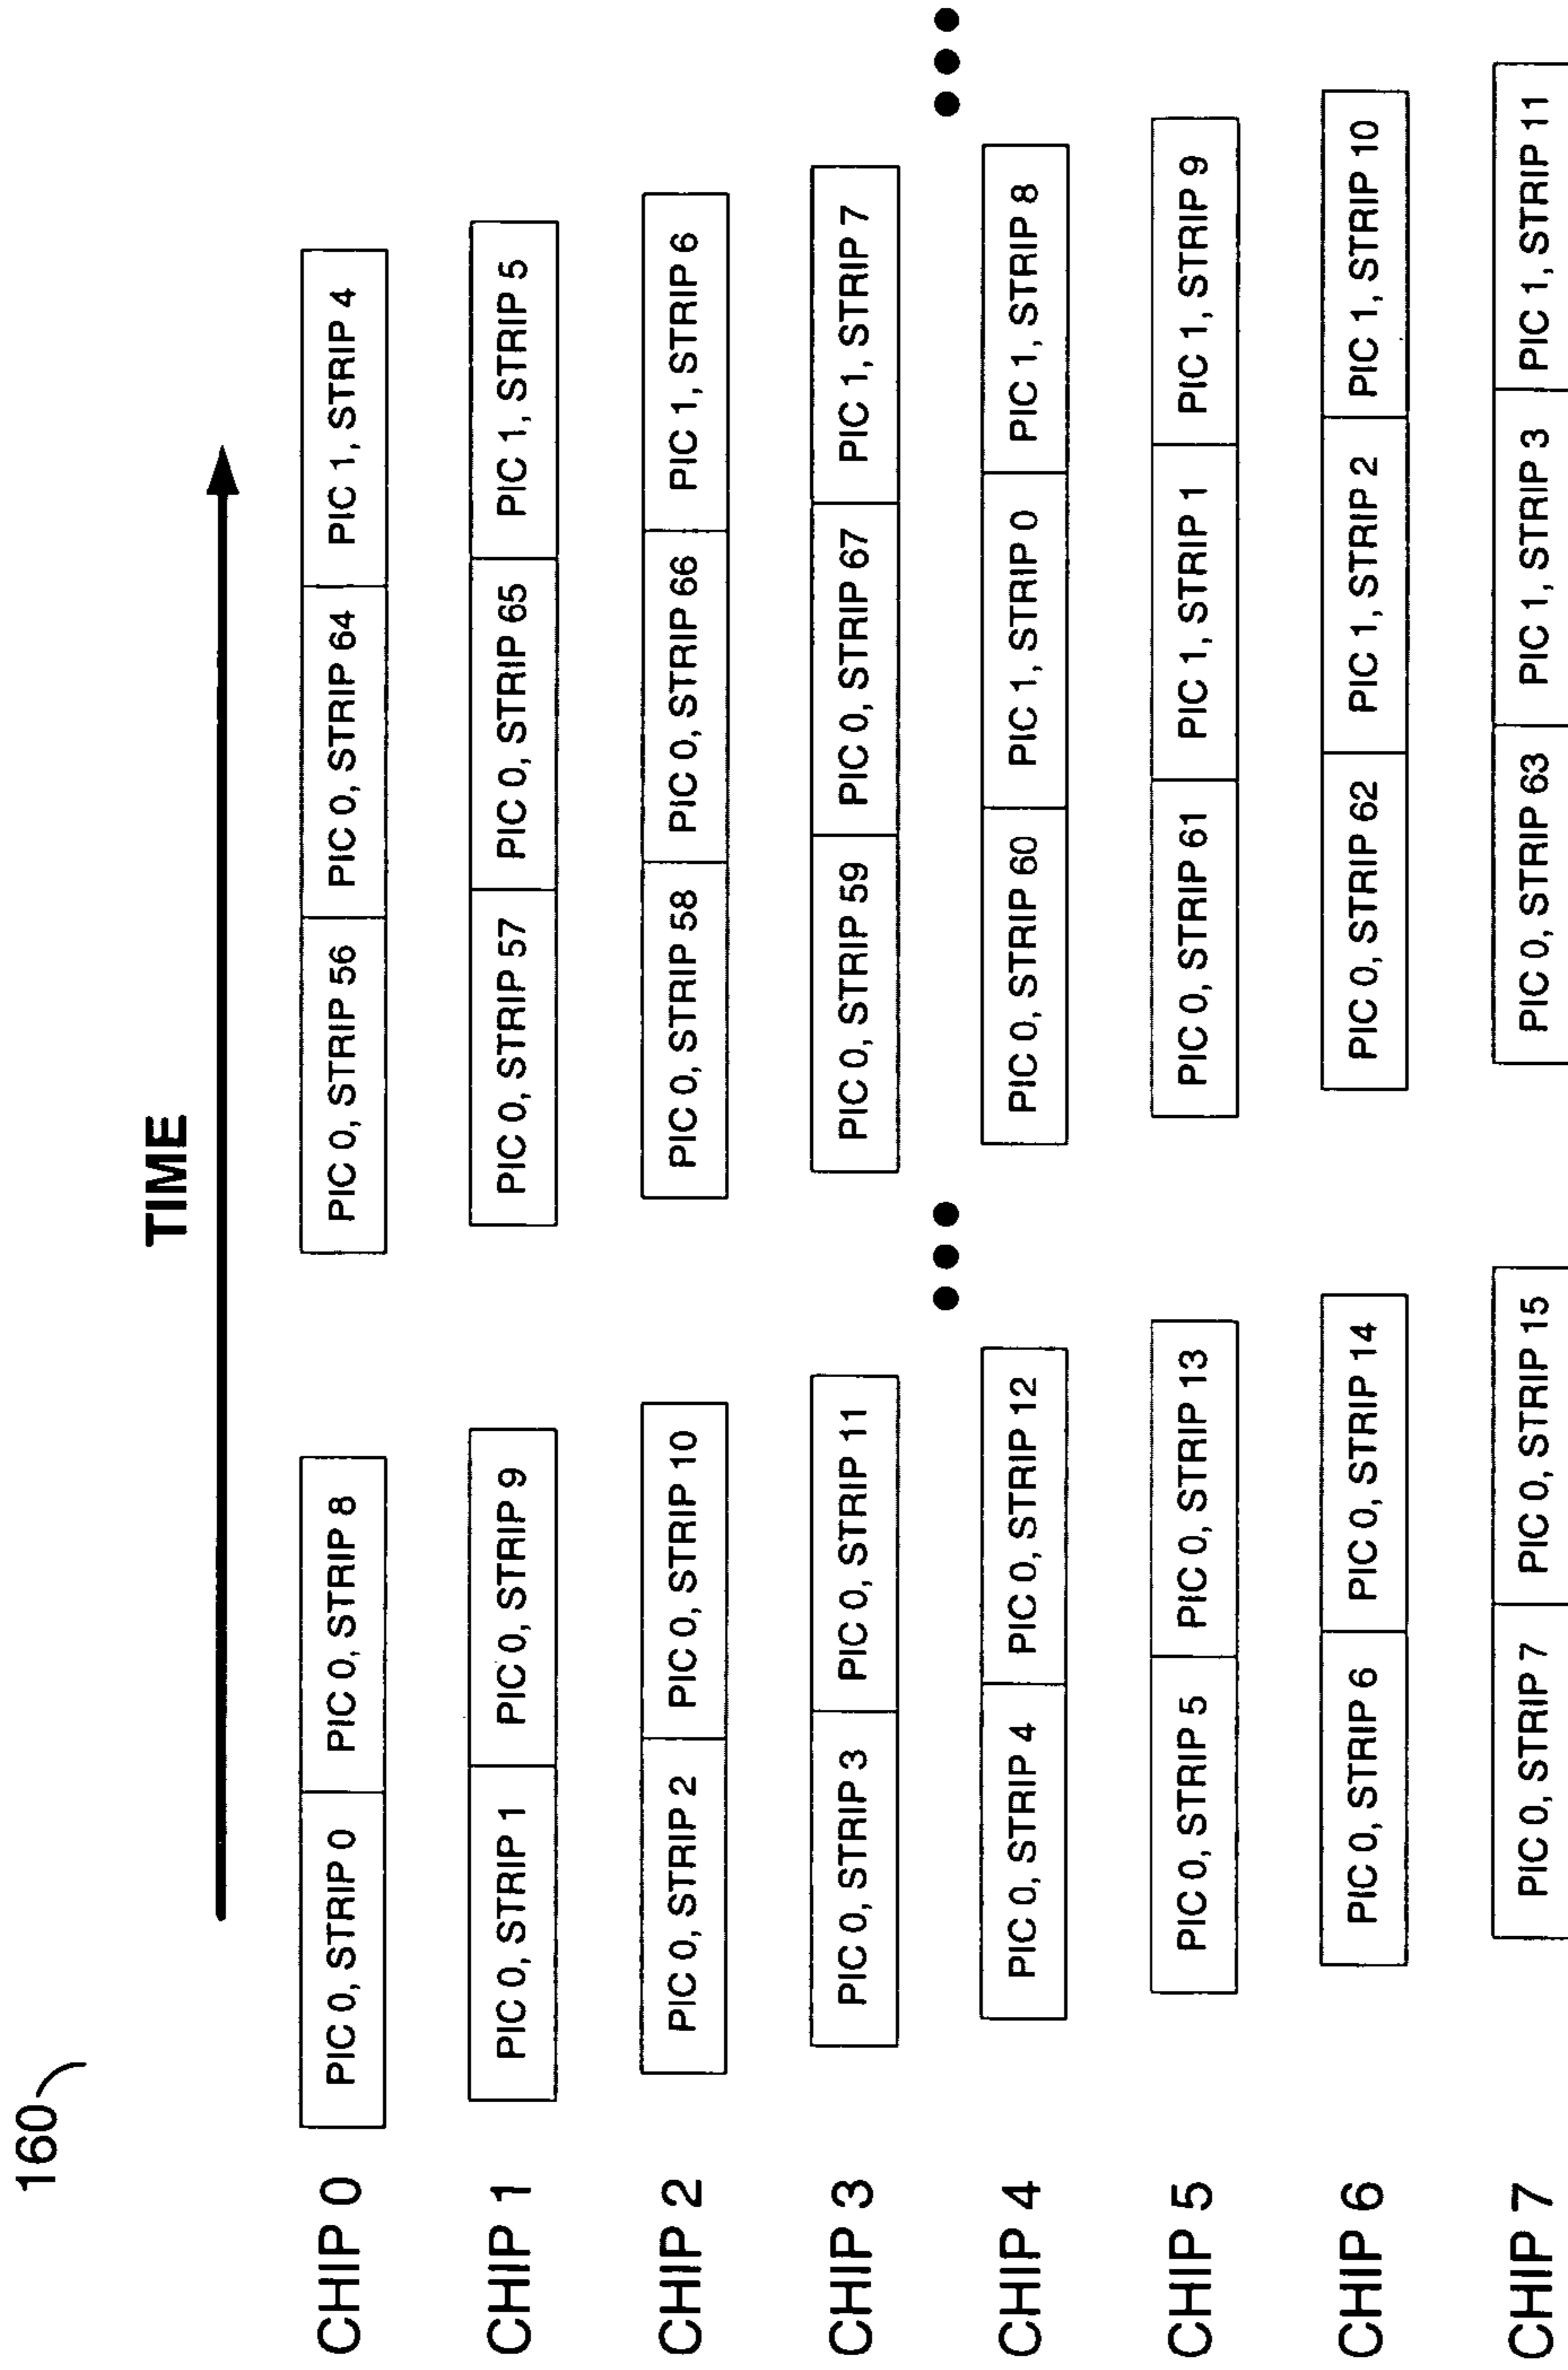 160
TIME
CHIP 0 PIC 0, STRIP 0 PIC 0, STRIP 8 PIC 0, STRIP 56 PIC 0, STRIP 64 PIC 1, STRIP 4
CHIP 1 PIC 0, STRIP 1 PIC 0, STRIP 9 PIC 0, STRIP 57 PIC 0, STRIP 65 PIC 1, STRIP 5
CHIP 2 PIC 0, STRIP 2 PIC 0, STRIP 10 PIC 0, STRIP 58 PIC 0, STRIP 66 PIC 1, STRIP 6
CHIP 3 PIC 0, STRIP 3 PIC 0, STRIP 11 PIC 0, STRIP 59 PIC 0, STRIP 67 PIC 1, STRIP 7
CHIP 4 PIC 0, STRIP 4 PIC 0, STRIP 12 PIC 0, STRIP 60 PIC 1, STRIP 0 PIC 1, STRIP 8
CHIP 5 PIC 0, STRIP 5 PIC 0, STRIP 13 PIC 0, STRIP 61 PIC 1, STRIP 1 PIC 1, STRIP 9
CHIP 6 PIC 0, STRIP 6 PIC 0, STRIP 14 PIC 0, STRIP 62 PIC 1, STRIP 2 PIC 1, STRIP 10
CHIP 7 PIC 0, STRIP 7 PIC 0, STRIP 15 PIC 0, STRIP 63 PIC 1, STRIP 3 PIC 1, STRIP 11